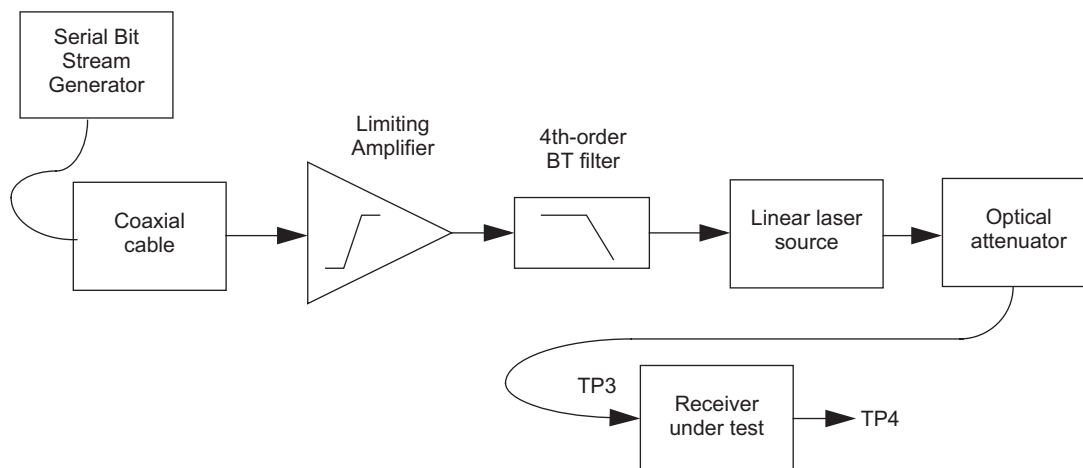 Serial Bit
Stream
Generator
Limiting
Amplifier
4th-order
BT filter
Coaxial
cable
Linear laser
source
Optical
attenuator
TP3
Receiver
under test
TP4